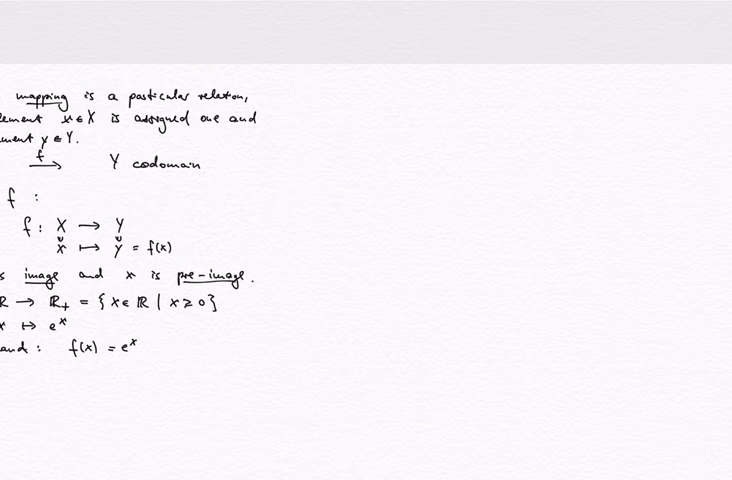 mapping is a particular relation,
lement x ∈ X is assigned one and
ment y ∈ Y.
f → Y codomain
f :
f : X → Y
x ↦ y = f(x)
s image and x is pre-image.
R → ℝ₊ = { x ∈ ℝ | x ≥ 0 }
x ↦ eˣ
and : f(x) = eˣ